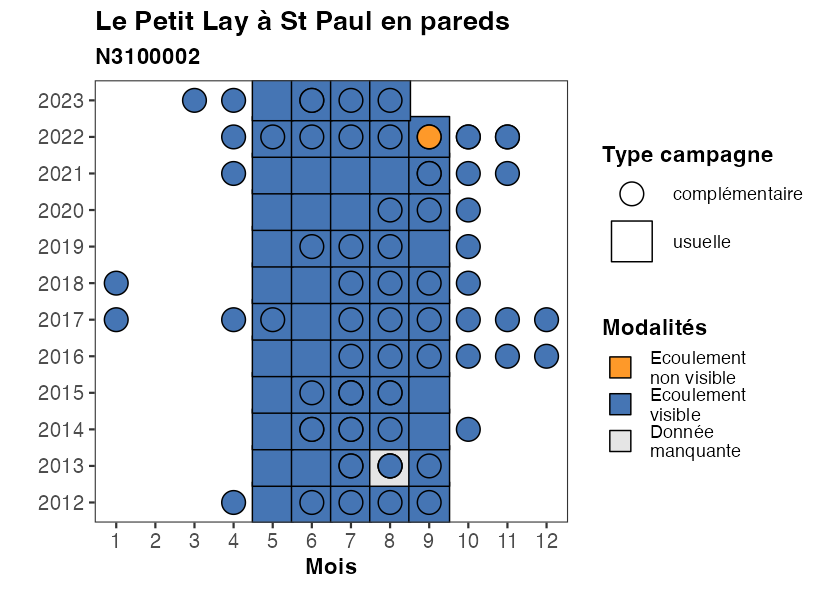 Le Petit Lay à St Paul en pareds
N3100002
2023
2022
2021
2020
2019
2018
2017
2016
2015
2014
2013
2012
1 2 3 4 5 6 7 8 9 10 11 12
Mois
Type campagne
complémentaire
usuelle
Modalités
Ecoulement
non visible
Ecoulement
visible
Donnée
manquante